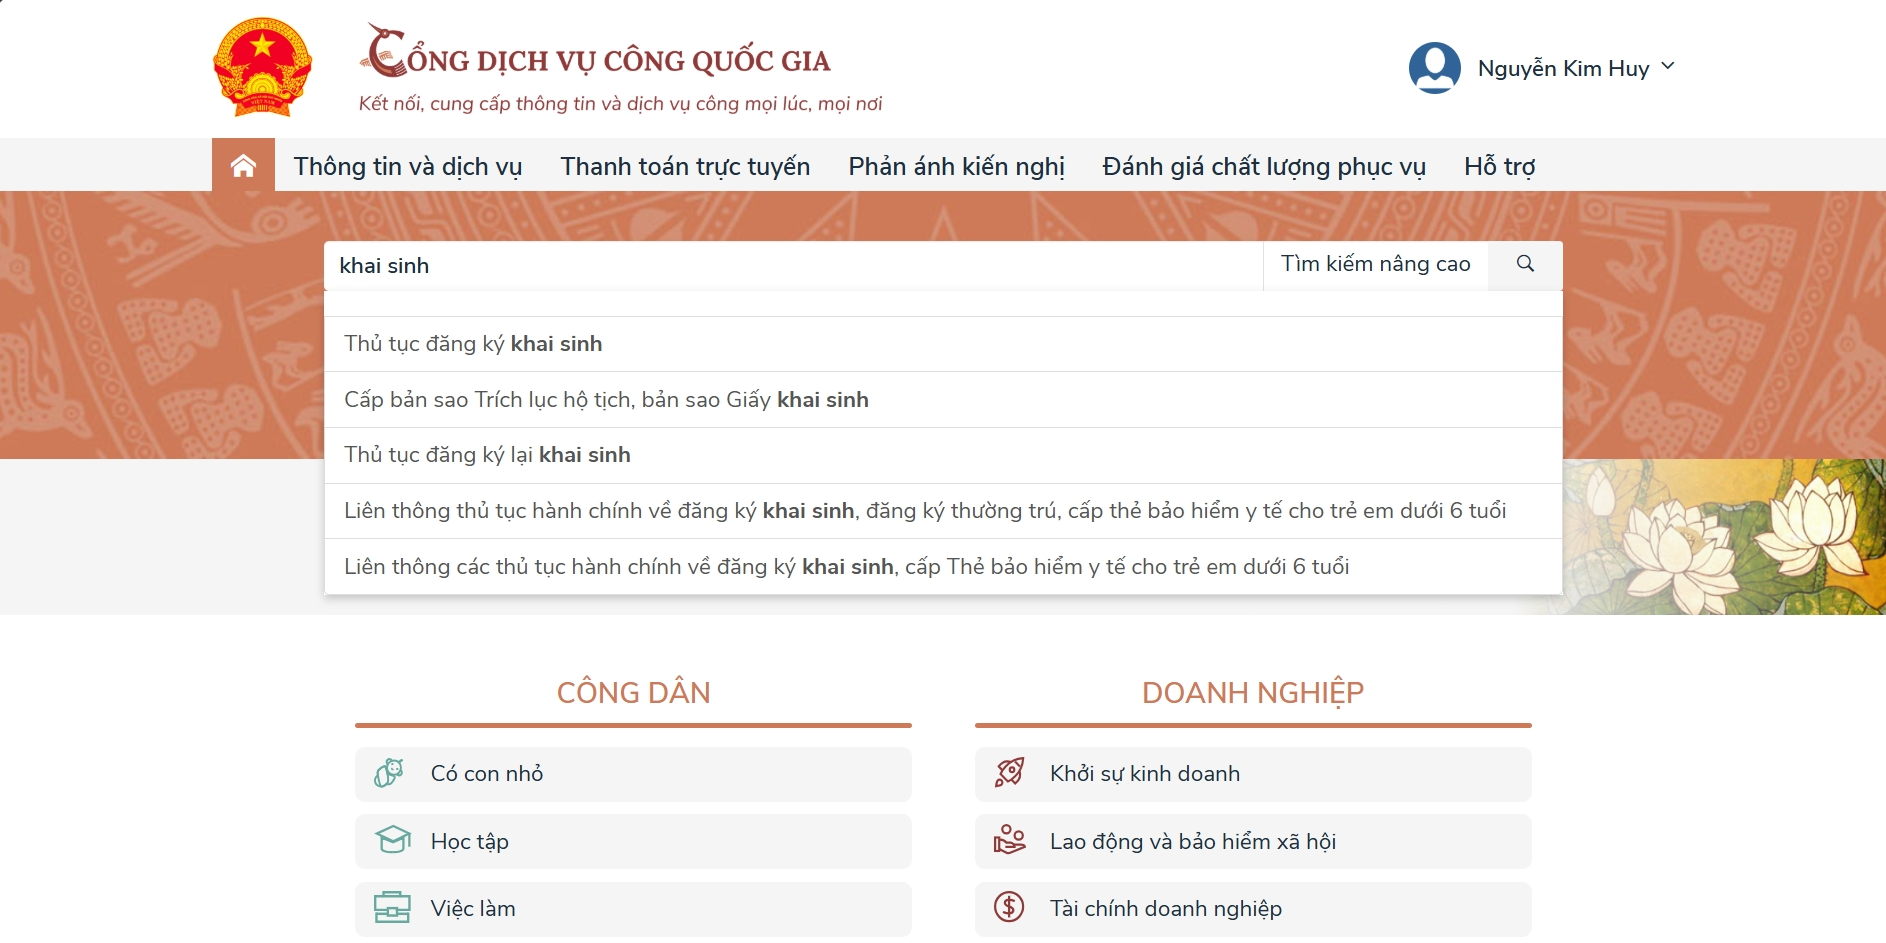 CỔNG DỊCH VỤ CÔNG QUỐC GIA
Kết nối, cung cấp thông tin và dịch vụ công mọi lúc, mọi nơi
Nguyễn Kim Huy
Thông tin và dịch vụ Thanh toán trực tuyến Phản ánh kiến nghị Đánh giá chất lượng phục vụ Hỗ trợ
khai sinh Tìm kiếm nâng cao
Thủ tục đăng ký khai sinh
Cấp bản sao Trích lục hộ tịch, bản sao Giấy khai sinh
Thủ tục đăng ký lại khai sinh
Liên thông thủ tục hành chính về đăng ký khai sinh, đăng ký thường trú, cấp thẻ bảo hiểm y tế cho trẻ em dưới 6 tuổi
Liên thông các thủ tục hành chính về đăng ký khai sinh, cấp Thẻ bảo hiểm y tế cho trẻ em dưới 6 tuổi
CÔNG DÂN
Có con nhỏ
Học tập
Việc làm
DOANH NGHIỆP
Khởi sự kinh doanh
Lao động và bảo hiểm xã hội
Tài chính doanh nghiệp